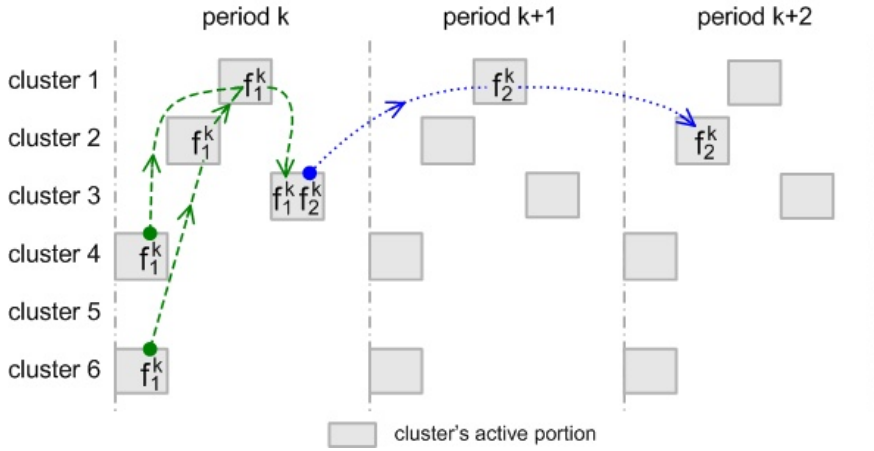 period k period k+1 period k+2
cluster 1 f₁ᵏ f₂ᵏ
cluster 2 f₁ᵏ f₂ᵏ
cluster 3 f₁ᵏ f₂ᵏ
cluster 4 f₁ᵏ
cluster 5
cluster 6 f₁ᵏ
cluster's active portion